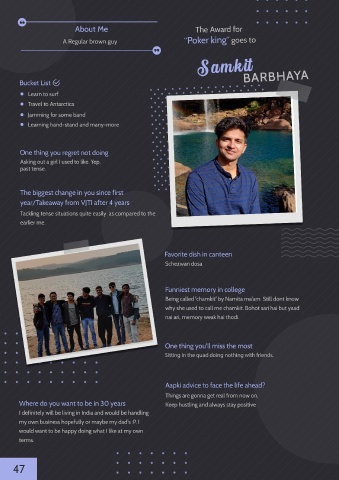 About Me
A Regular brown guy
The Award for
"Poker king" goes to
Samkit
BARBHAYA
Bucket List
Learn to surf
Travel to Antarctica
Jamming for some band
Learning hand-stand and many-more
One thing you regret not doing
Asking out a girl I used to like. Yep,
past tense.
The biggest change in you since first
year/Takeaway from VJTI after 4 years
Tackling tense situations quite easily as compared to the
earlier me.
Favorite dish in canteen
Schezwan dosa
Funniest memory in college
Being called 'chamkit' by Namita ma'am. Still dont know
why she used to call me chamkit. Bohot sari hai but yaad
nai ari, memory weak hai thodi.
One thing you'll miss the most
Sitting in the quad doing nothing with friends.
Aapki advice to face the life ahead?
Things are gonna get real from now on.
Keep hustling and always stay positive
Where do you want to be in 30 years
I definitely will be living in India and would be handling
my own business hopefully or maybe my dad's :P. I
would want to be happy doing what I like at my own
terms.
47